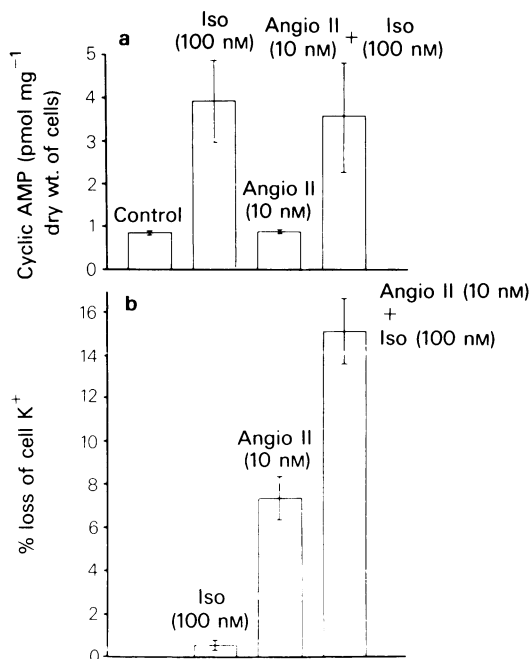 a
Iso
(100 nM)
Angio II + Iso
(10 nM) (100 nM)
Cyclic AMP (pmol mg⁻¹
dry wt. of cells)
5
4
3
2
1
0
Control
Angio II
(10 nM)
b
Angio II (10 nM)
+
Iso (100 nM)
% loss of cell K⁺
16
14
12
10
8
6
4
2
0
Angio II
(10 nM)
Iso
(100 nM)